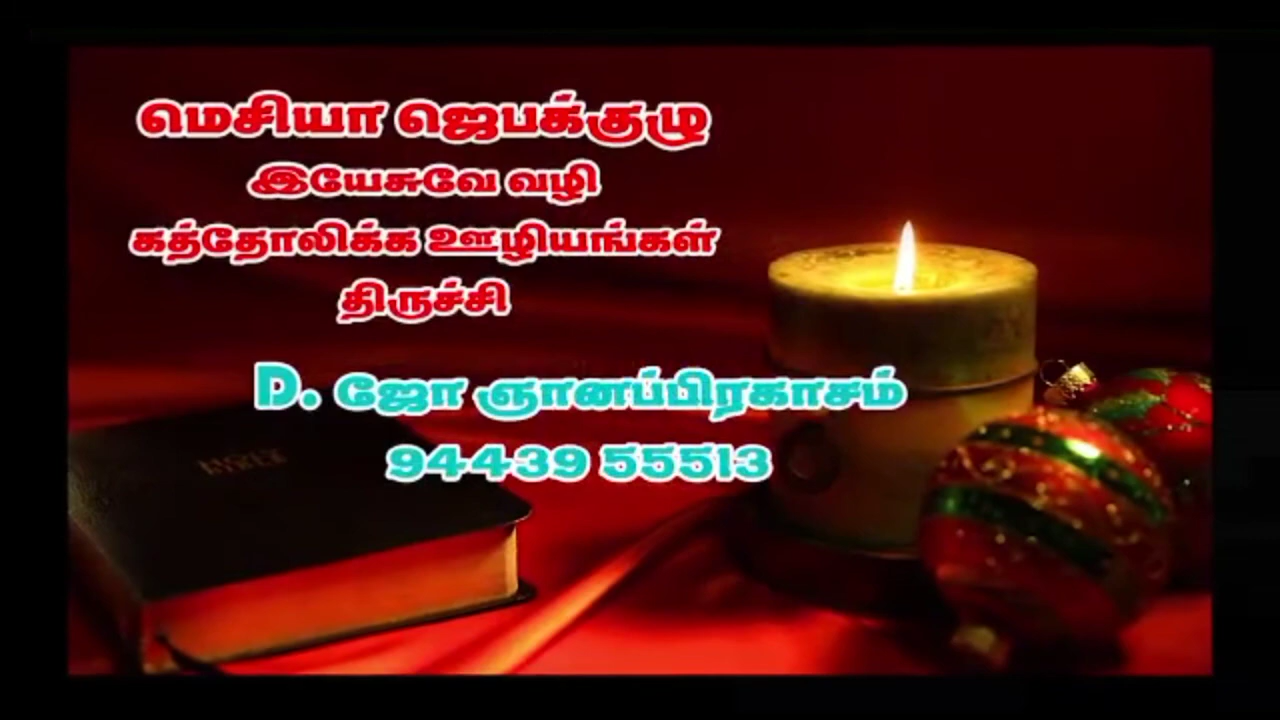 மெசியா ஜெபக்குழு
இயேசுவே வழி
கத்தோலிக்க ஊழியங்கள்
திருச்சி
D. ஜோ ஞானப்பிரகாசம்
94439 55513